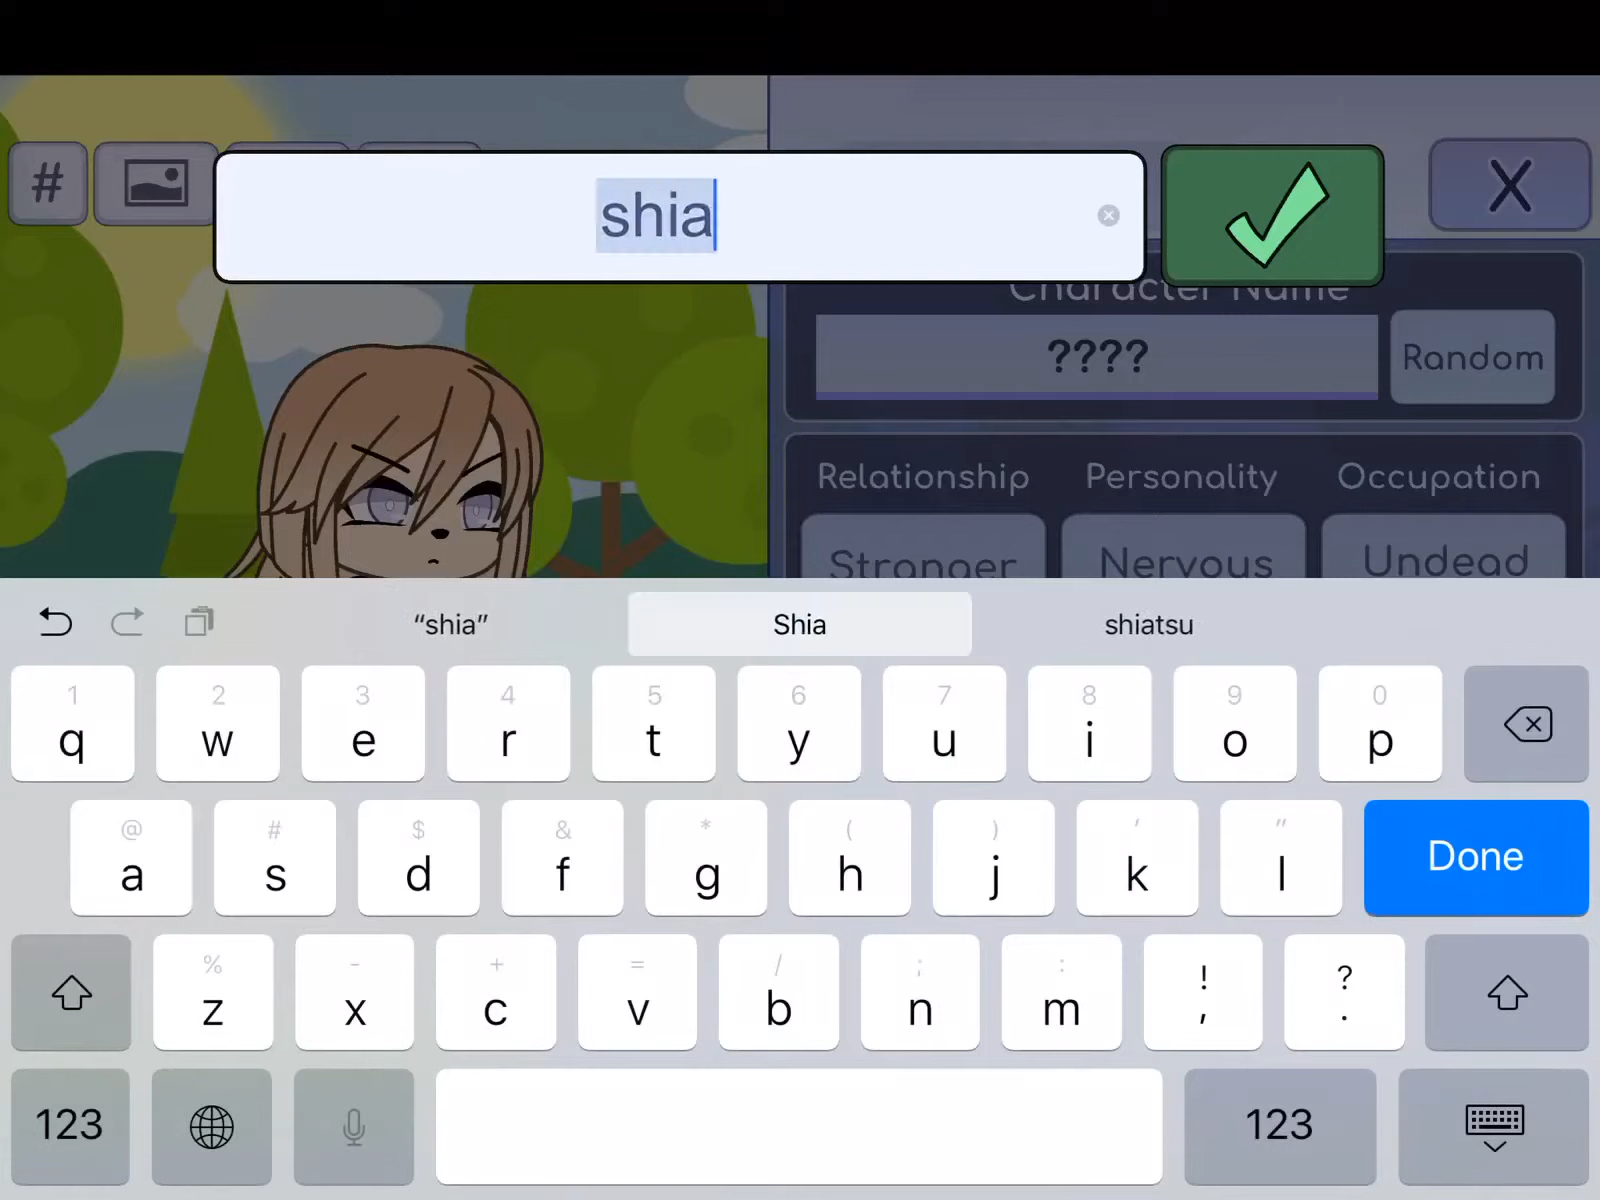 #
shia
X
Character Name
????
Random
Relationship Personality Occupation
Stranger Nervous Undead
“shia” Shia shiatsu
1 2 3 4 5 6 7 8 9 0
q w e r t y u i o p
@ # $ & * ( ) ' "
a s d f g h j k l Done
% - + = / ; : ! ?
z x c v b n m , .
123 123